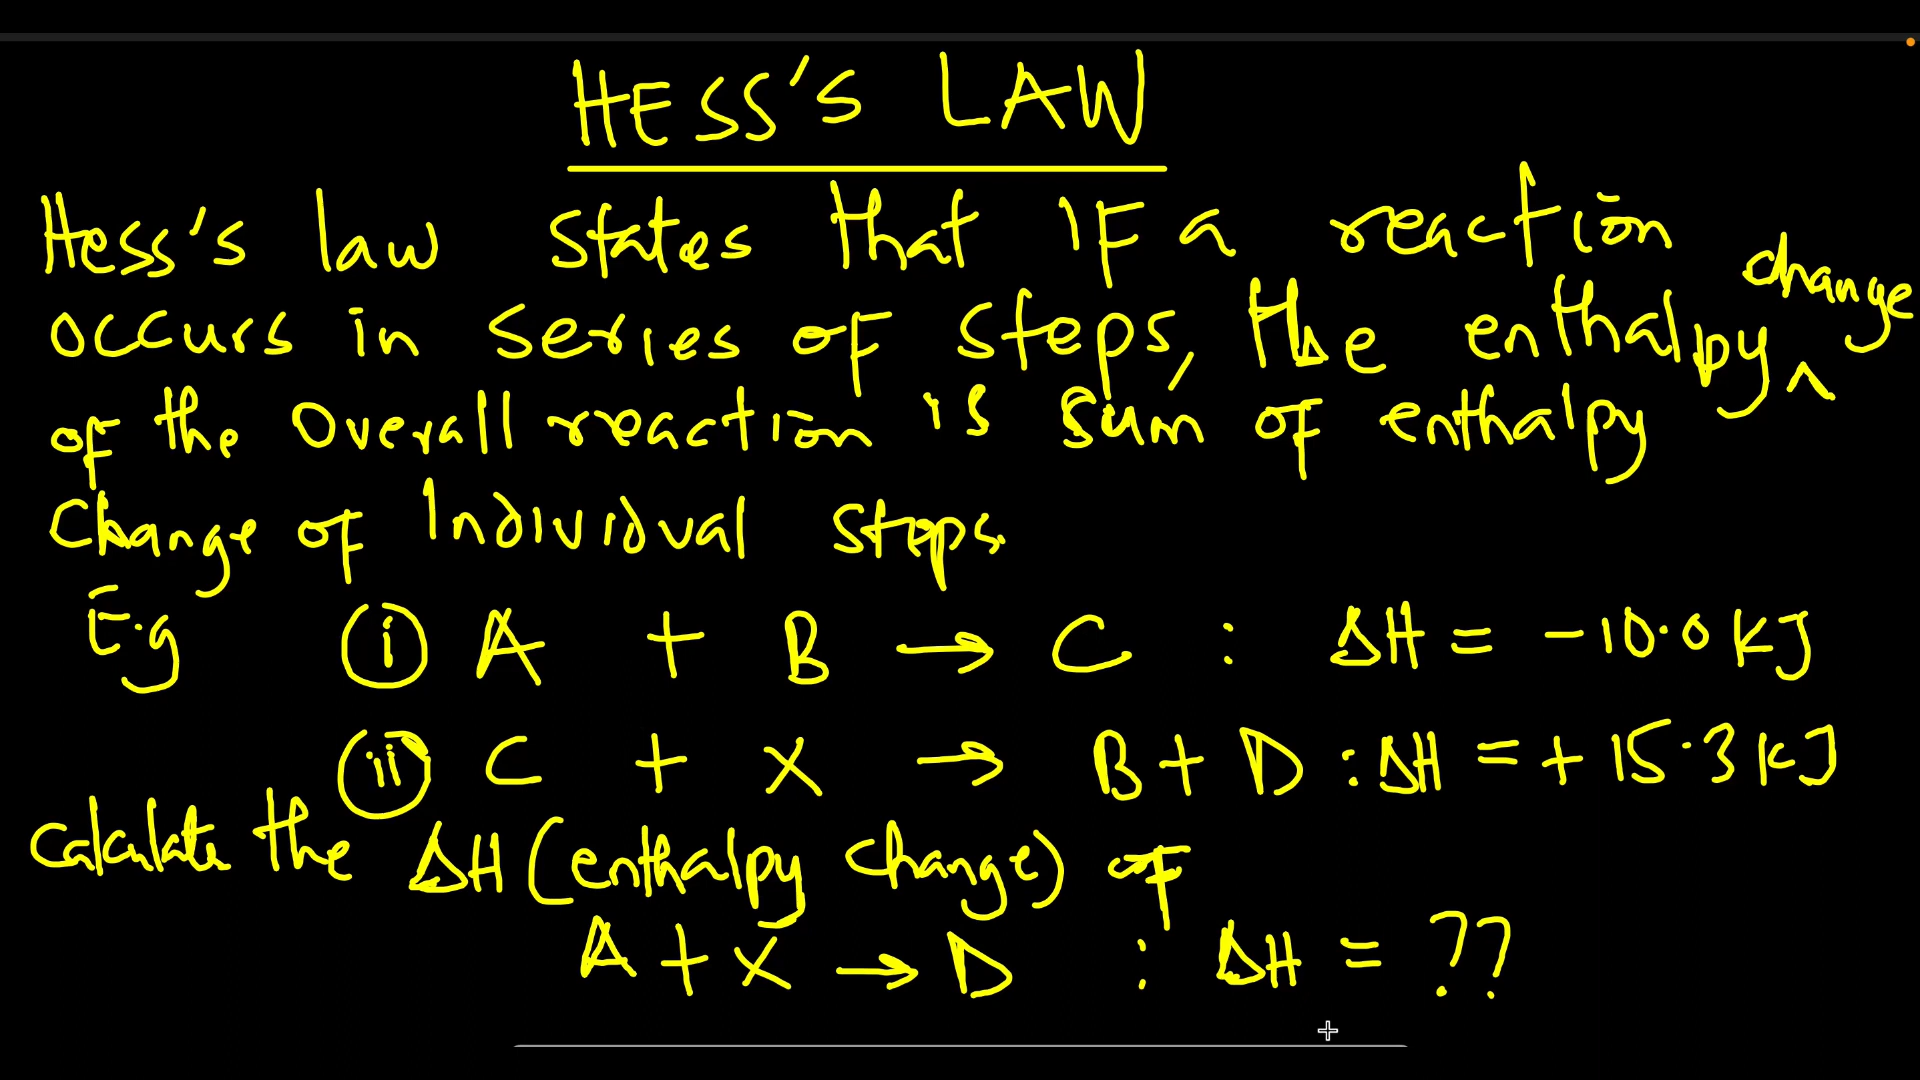 HESS'S LAW
Hess's law states that IF a reaction
occurs in series of steps, the enthalpy change
of the Overall reaction is sum of enthalpy
Change of Individual steps.
E.g (i) A + B → C : ΔH = -10.0 KJ
(ii) C + X → B + D : ΔH = + 15.3 KJ
Calculate the ΔH (enthalpy change) of
A + X → D : ΔH = ??